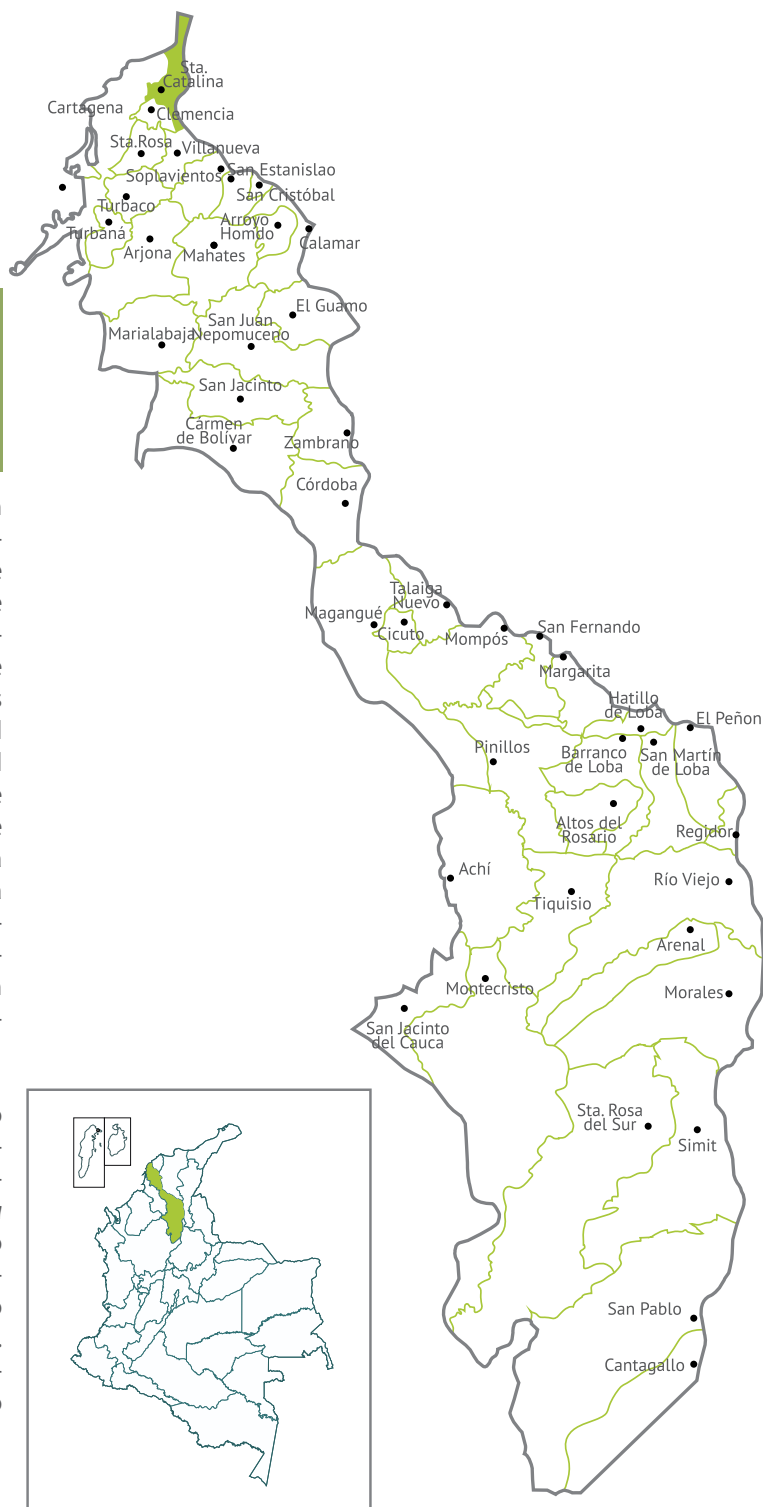 Sta.
Catalina
Cartagena
Clemencia
Sta.Rosa
Villanueva
Soplavientos
San Estanislao
San Cristóbal
Turbaco
Turbaná
Arjona
Mahates
Arroyo
Homdo
Calamar
El Guamo
Marialabaja
San Juan
Nepomuceno
San Jacinto
Cármen
de Bolívar
Zambrano
Córdoba
Talaiga
Nuevo
Magangué
Cicuto
Mompós
San Fernando
Margarita
Hatillo
de Loba
El Peñon
Pinillos
Barranco
de Loba
San Martín
de Loba
Altos del
Rosário
Regidor
Achí
Río Viejo
Tiquisio
Arenal
Montecristo
Morales
San Jacinto
del Cauca
Sta. Rosa
del Sur
Simit
San Pablo
Cantagallo